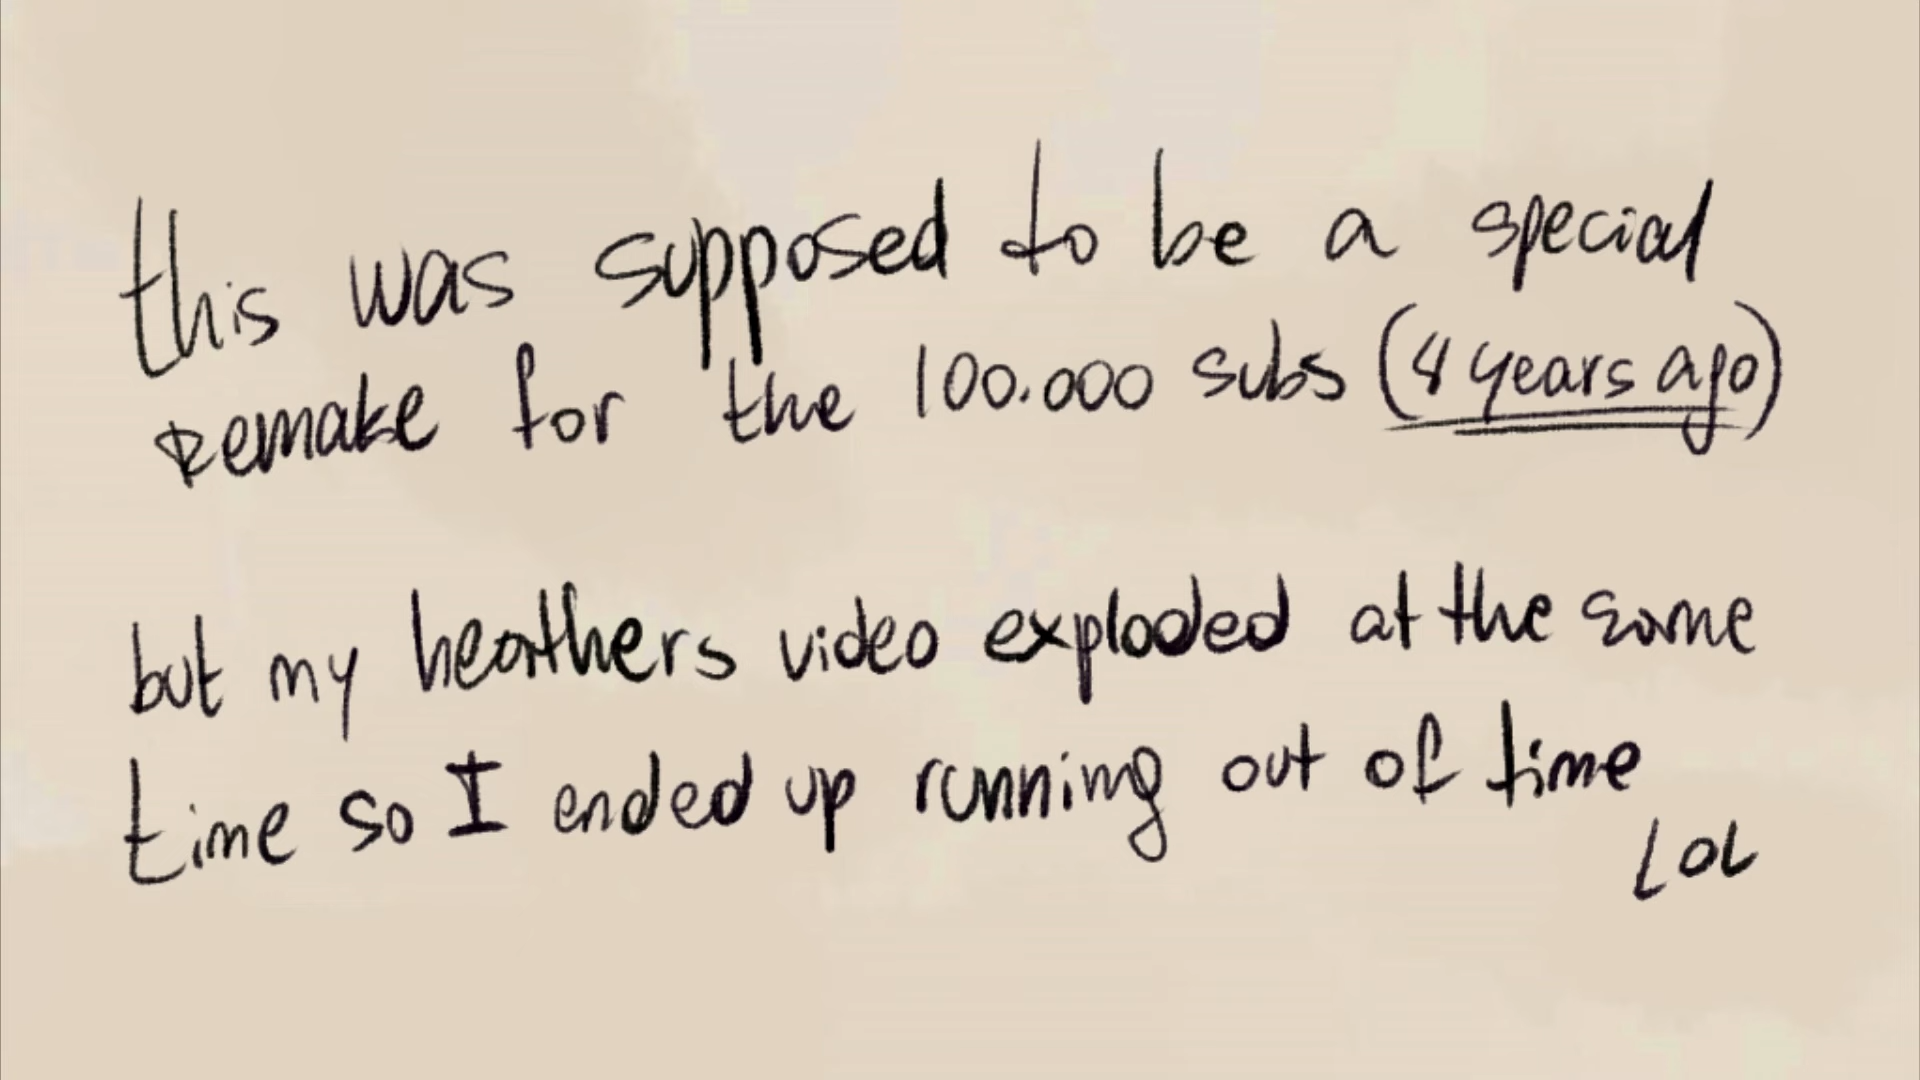 this was supposed to be a special
remake for the 100.000 subs (4 years ago)
but my heathers video exploded at the same
time so I ended up running out of time
LOL